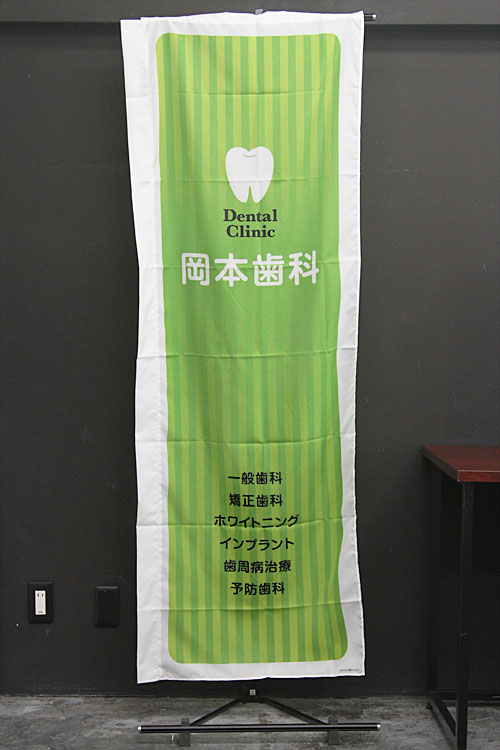 Dental
Clinic
岡本歯科
一般歯科
矯正歯科
ホワイトニング
インプラント
歯周病治療
予防歯科